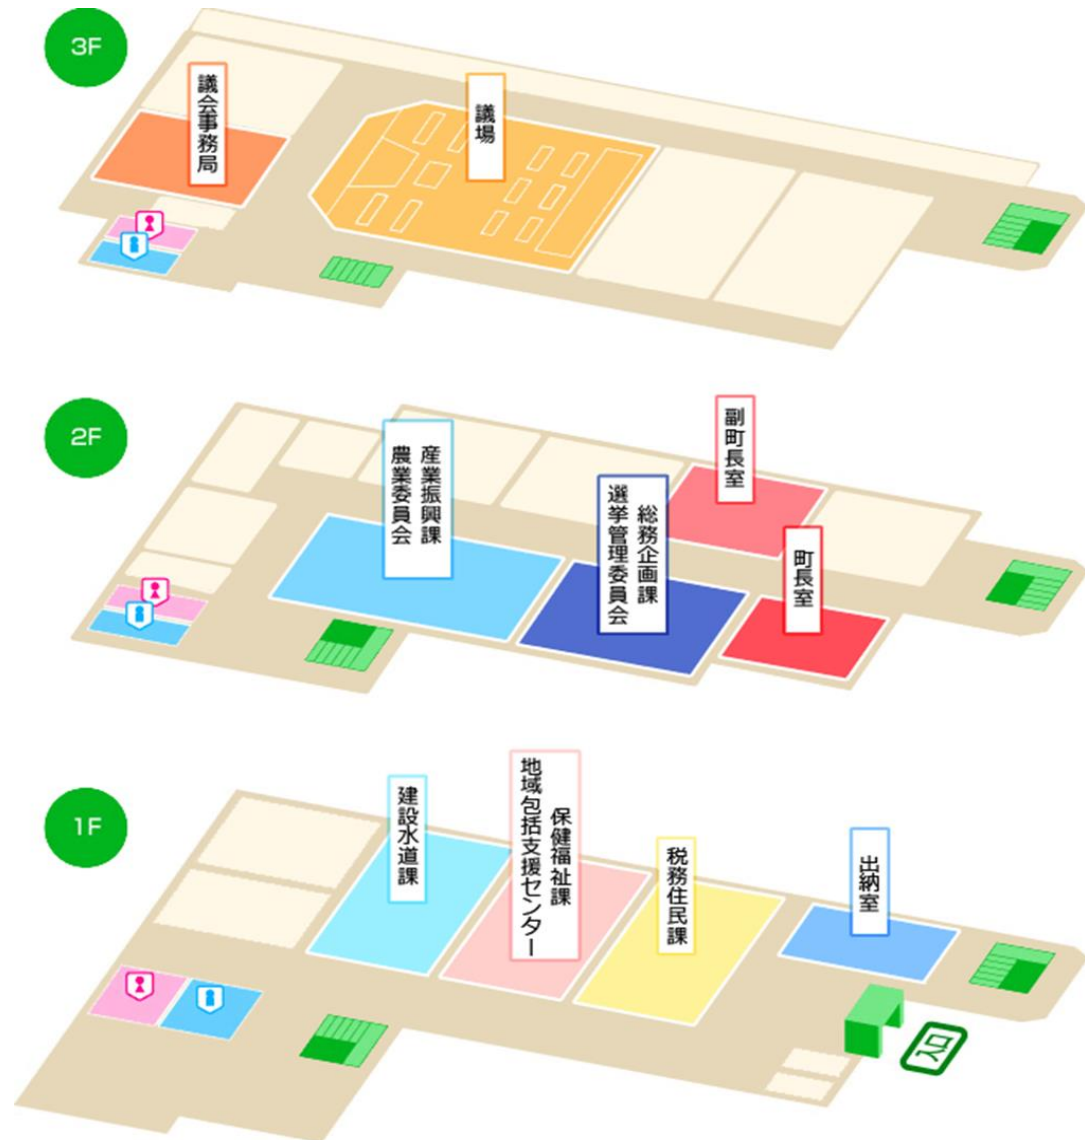 3F
議会事務局
議場
2F
産業振興課
農業委員会
総務企画課
選挙管理委員会
副町長室
町長室
1F
建設水道課
保健福祉課
地域包括支援センター
税務住民課
出納室
入口